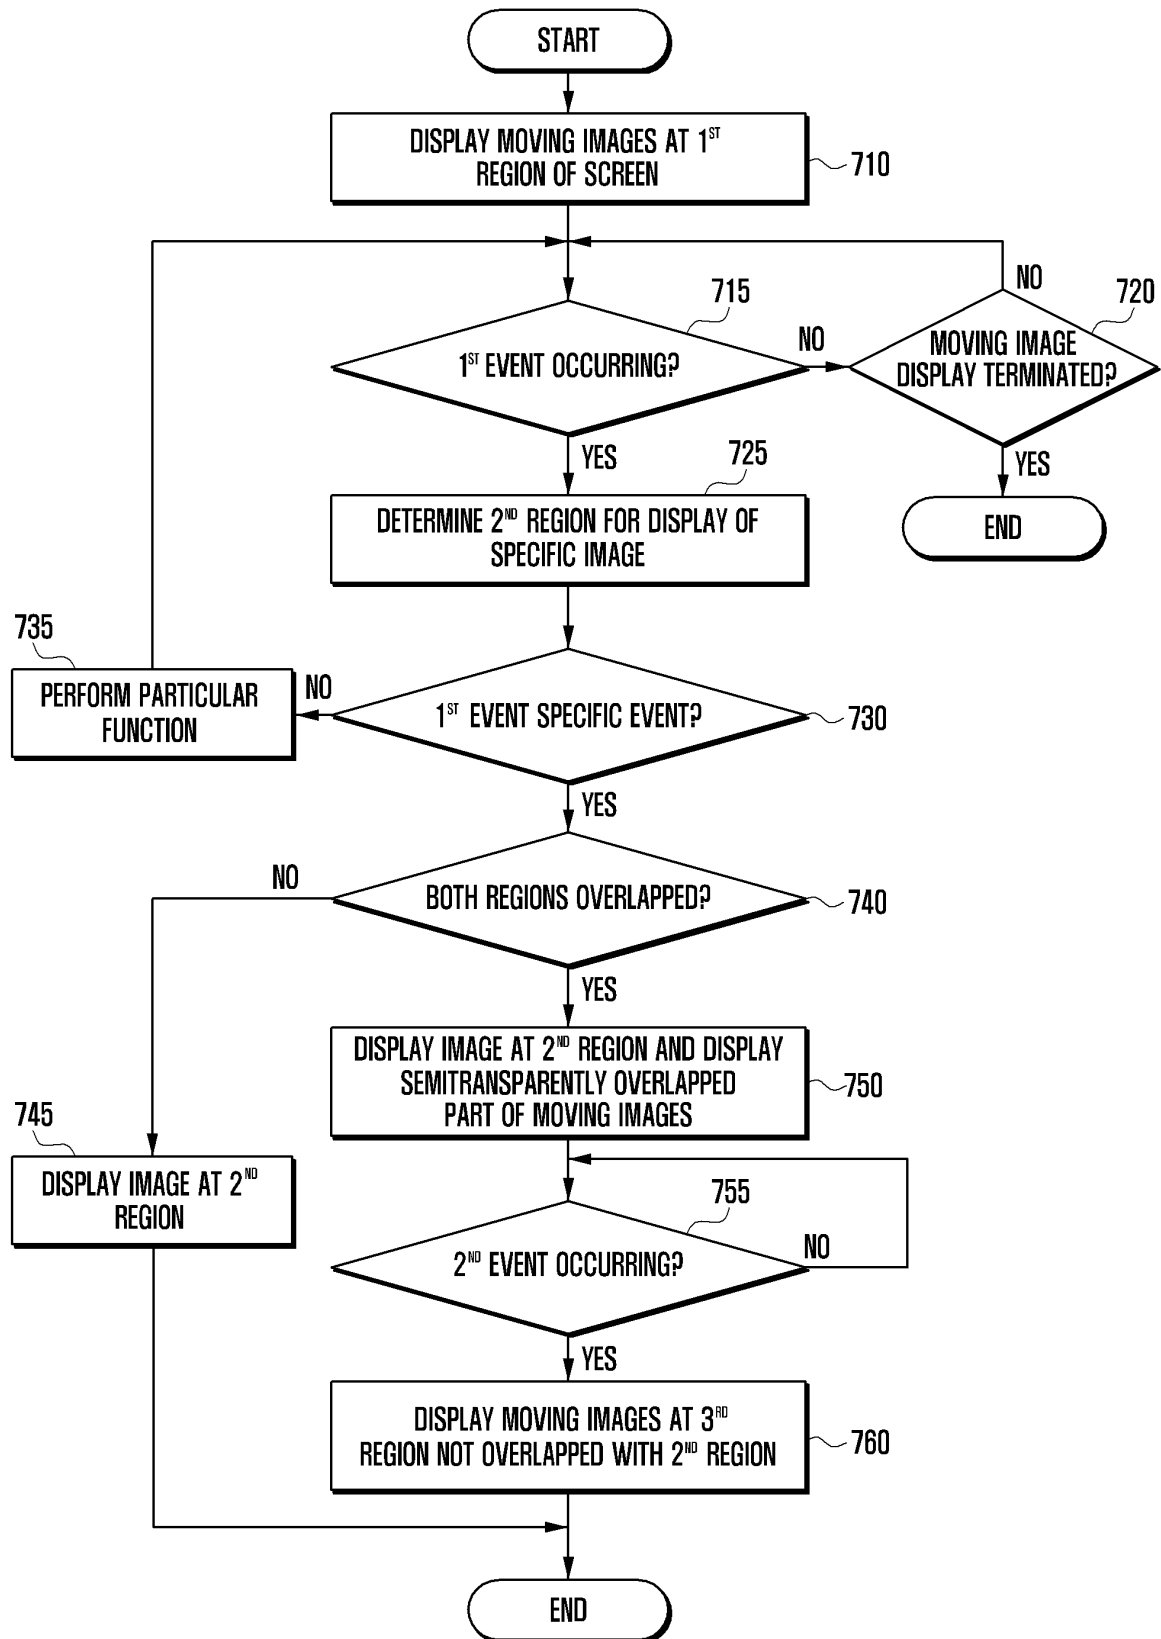 START
DISPLAY MOVING IMAGES AT 1ST
REGION OF SCREEN
710
715
1ST EVENT OCCURRING?
NO
NO
720
MOVING IMAGE
DISPLAY TERMINATED?
YES
END
YES
725
DETERMINE 2ND REGION FOR DISPLAY OF
SPECIFIC IMAGE
735
PERFORM PARTICULAR
FUNCTION
NO
1ST EVENT SPECIFIC EVENT?
730
YES
NO
BOTH REGIONS OVERLAPPED?
740
YES
DISPLAY IMAGE AT 2ND REGION AND DISPLAY
SEMITRANSPARENTLY OVERLAPPED
PART OF MOVING IMAGES
750
745
DISPLAY IMAGE AT 2ND
REGION
755
2ND EVENT OCCURRING?
NO
YES
DISPLAY MOVING IMAGES AT 3RD
REGION NOT OVERLAPPED WITH 2ND REGION
760
END